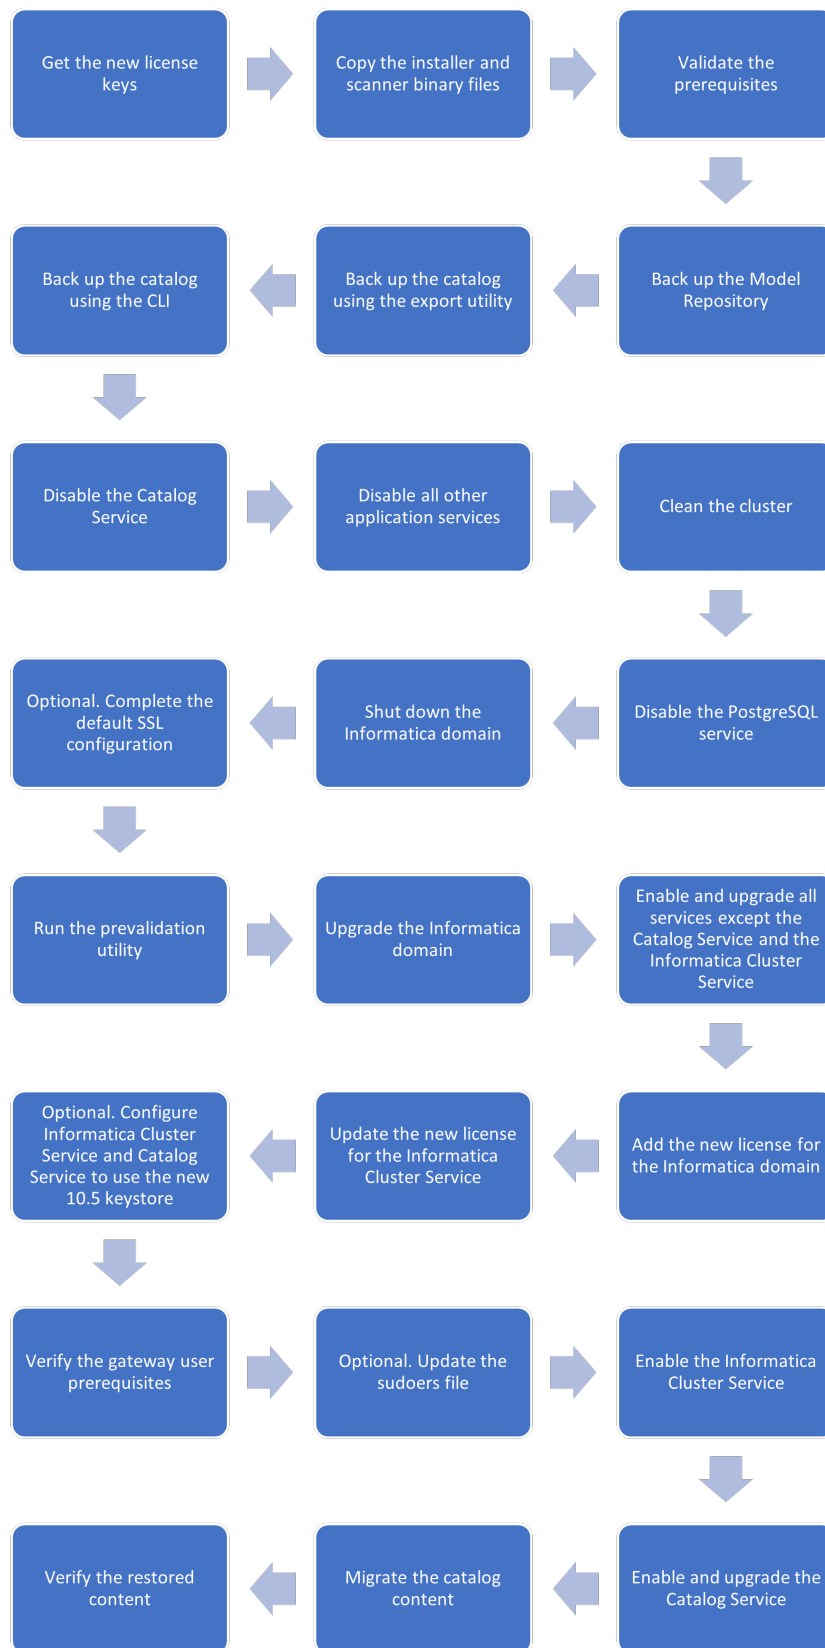 Get the new license
keys
Copy the installer and
scanner binary files
Validate the
prerequisites
Back up the Model
Repository
Back up the catalog
using the export utility
Back up the catalog
using the CLI
Disable the Catalog
Service
Disable all other
application services
Clean the cluster
Disable the PostgreSQL
service
Shut down the
Informatica domain
Optional. Complete the
default SSL
configuration
Run the prevalidation
utility
Upgrade the Informatica
domain
Enable and upgrade all
services except the
Catalog Service and the
Informatica Cluster
Service
Add the new license for
the Informatica domain
Update the new license
for the Informatica
Cluster Service
Optional. Configure
Informatica Cluster
Service and Catalog
Service to use the new
10.5 keystore
Verify the gateway user
prerequisites
Optional. Update the
sudoers file
Enable the Informatica
Cluster Service
Enable and upgrade the
Catalog Service
Migrate the catalog
content
Verify the restored
content